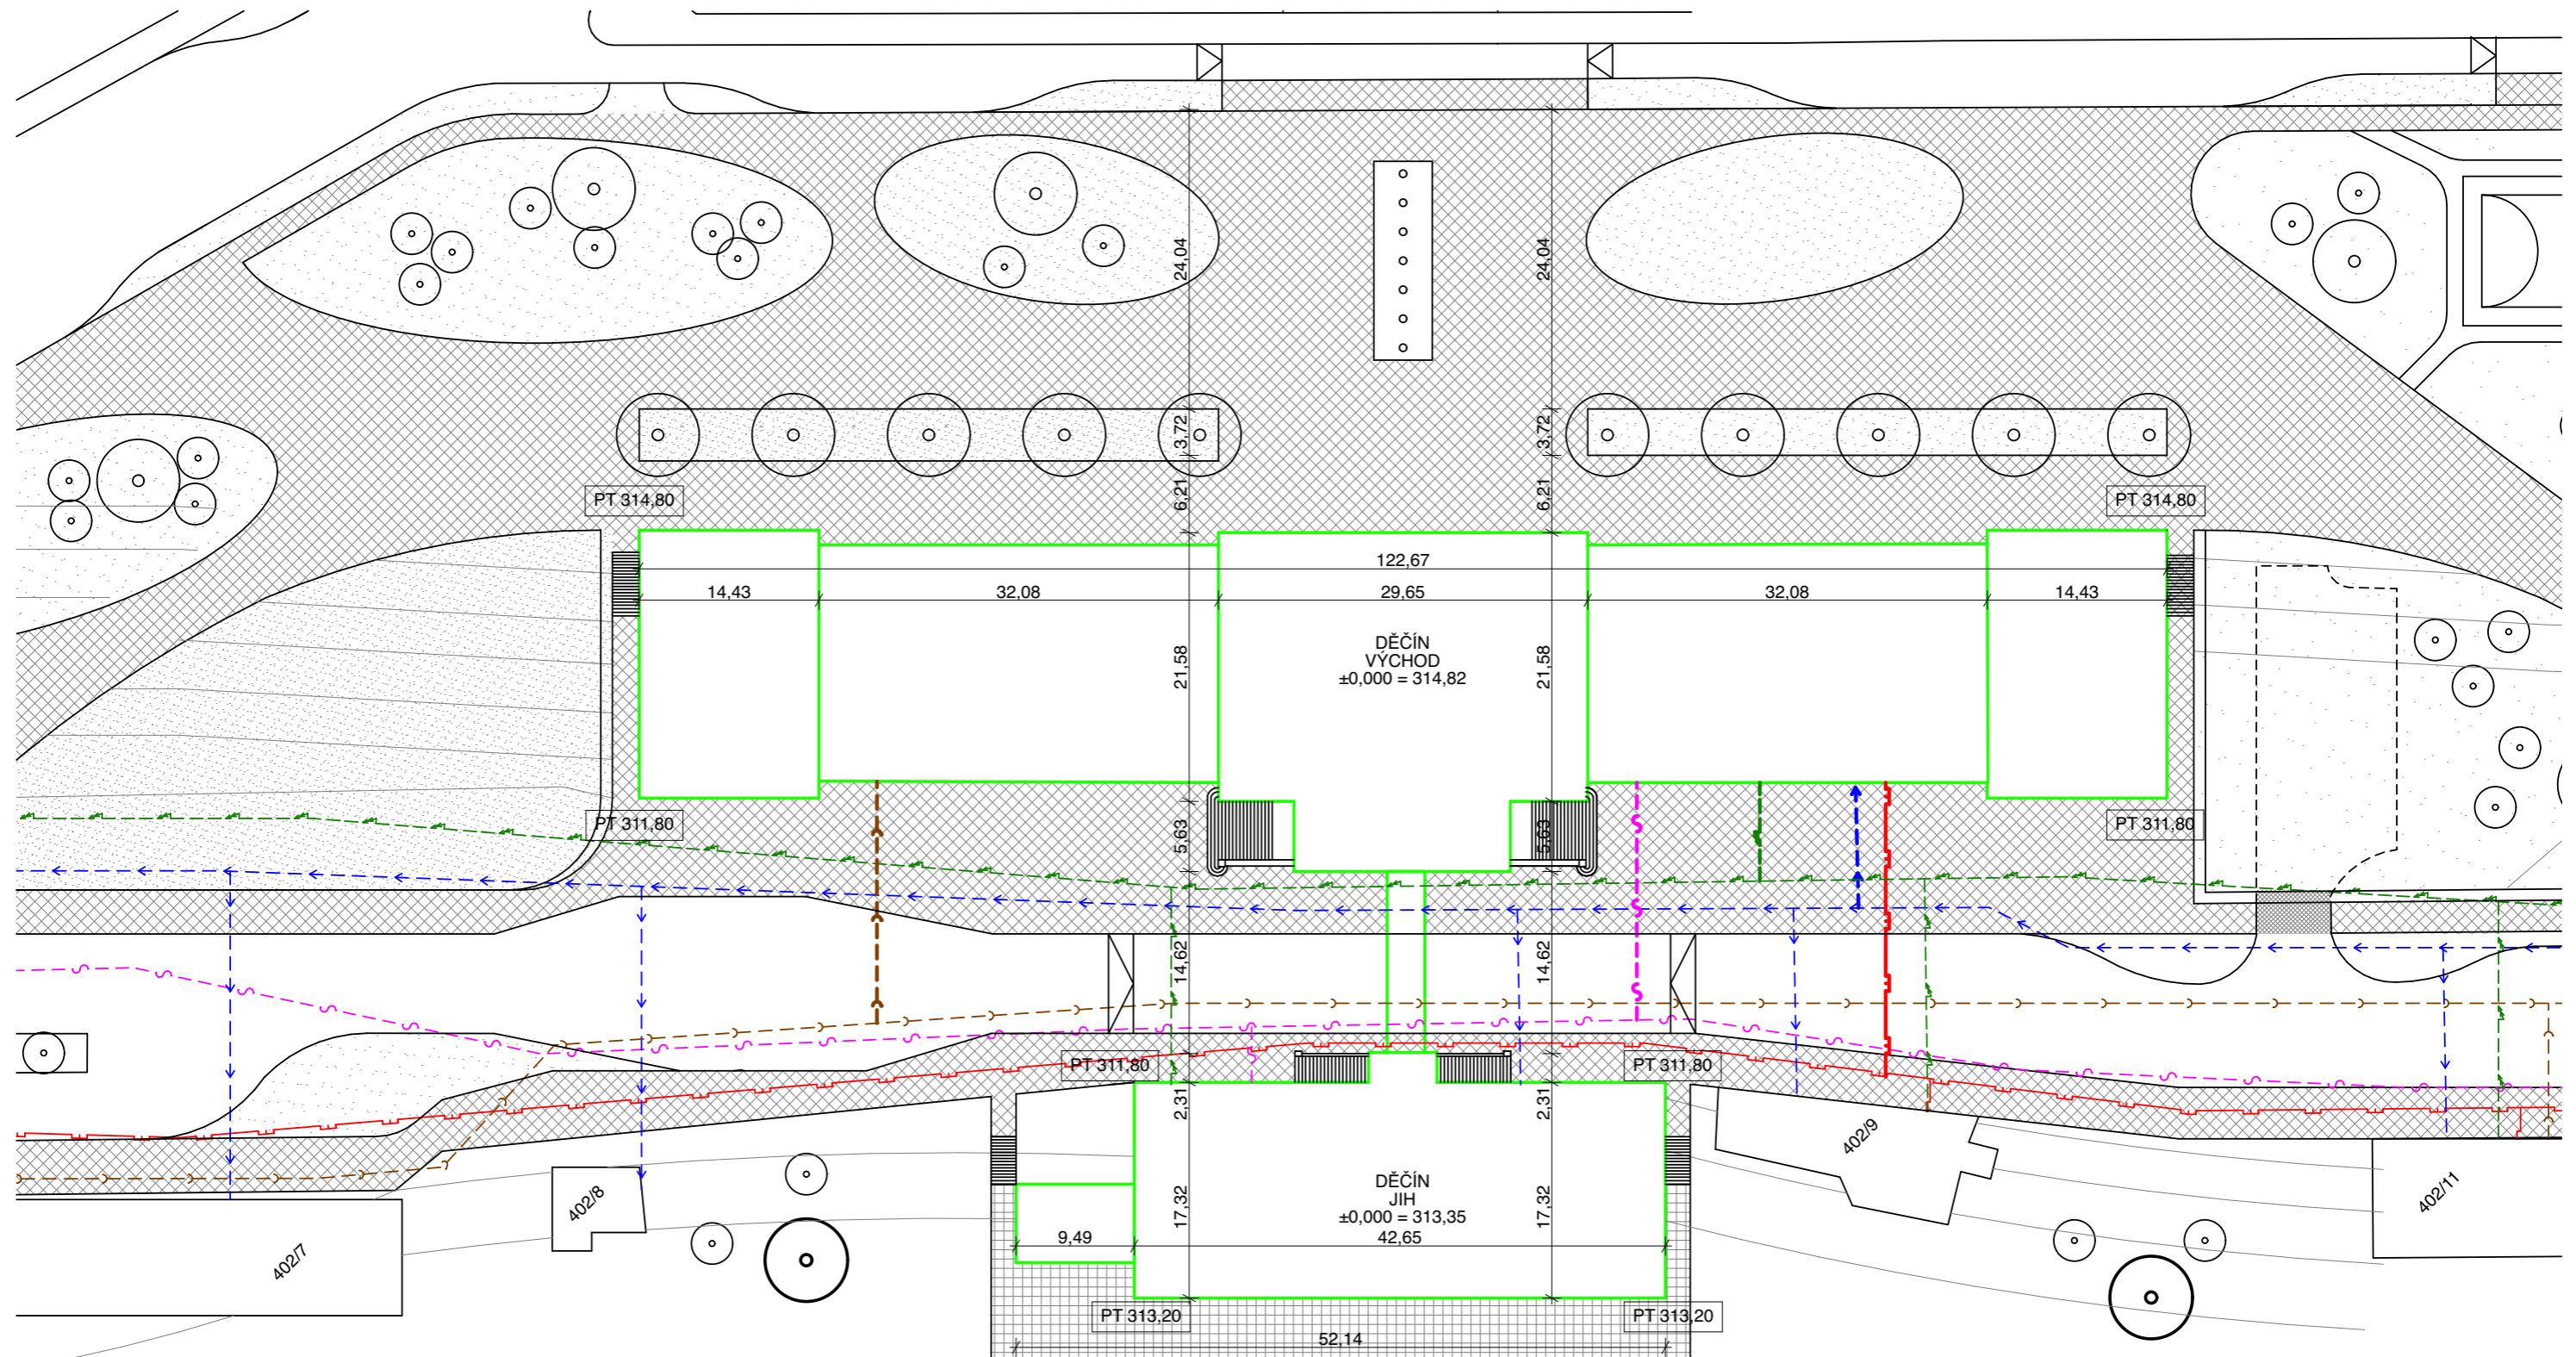 24,04
24,04
3,72
3,72
6,21
6,21
PT 314,80
PT 314,80
122,67
14,43
32,08
29,65
32,08
14,43
DĚČÍN
VÝCHOD
±0,000 = 314,82
21,58
21,58
PT 311,80
PT 311,80
5,63
5,63
14,62
14,62
PT 311,80
PT 311,80
2,31
2,31
402/9
402/8
402/7
402/11
DĚČÍN
JIH
±0,000 = 313,35
17,32
17,32
9,49
42,65
PT 313,20
PT 313,20
52,14